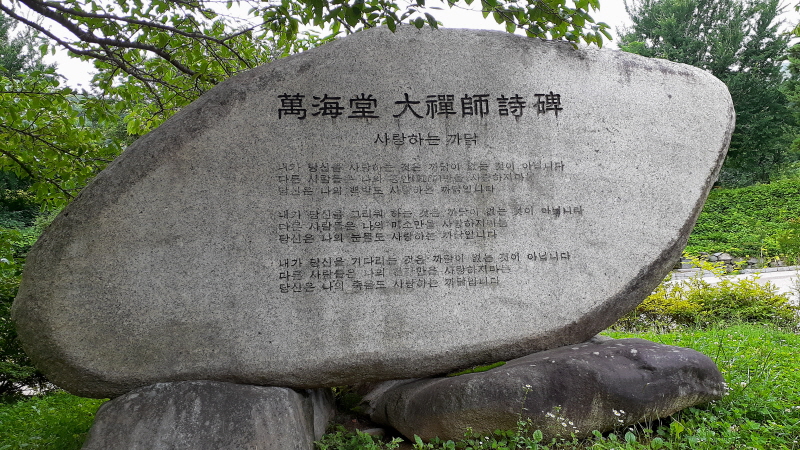 萬海堂 大禪師詩碑
사랑하는 까닭
내가 당신을 사랑하는 것은 까닭이 없는 것이 아닙니다
다른 사람들은 나의 홍안만을 사랑하지마는
당신은 나의 백발도 사랑하는 까닭입니다
내가 당신을 그리워 하는 것은 까닭이 없는 것이 아닙니다
다른 사람들은 나의 미소만을 사랑하지마는
당신은 나의 눈물도 사랑하는 까닭입니다
내가 당신을 기다리는 것은 까닭이 없는 것이 아닙니다
다른 사람들은 나의 건강만을 사랑하지마는
당신은 나의 죽음도 사랑하는 까닭입니다